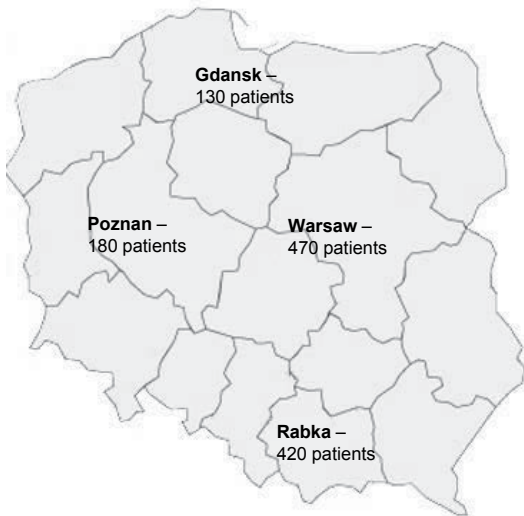 Gdansk –
130 patients
Poznan –
180 patients
Warsaw –
470 patients
Rabka –
420 patients